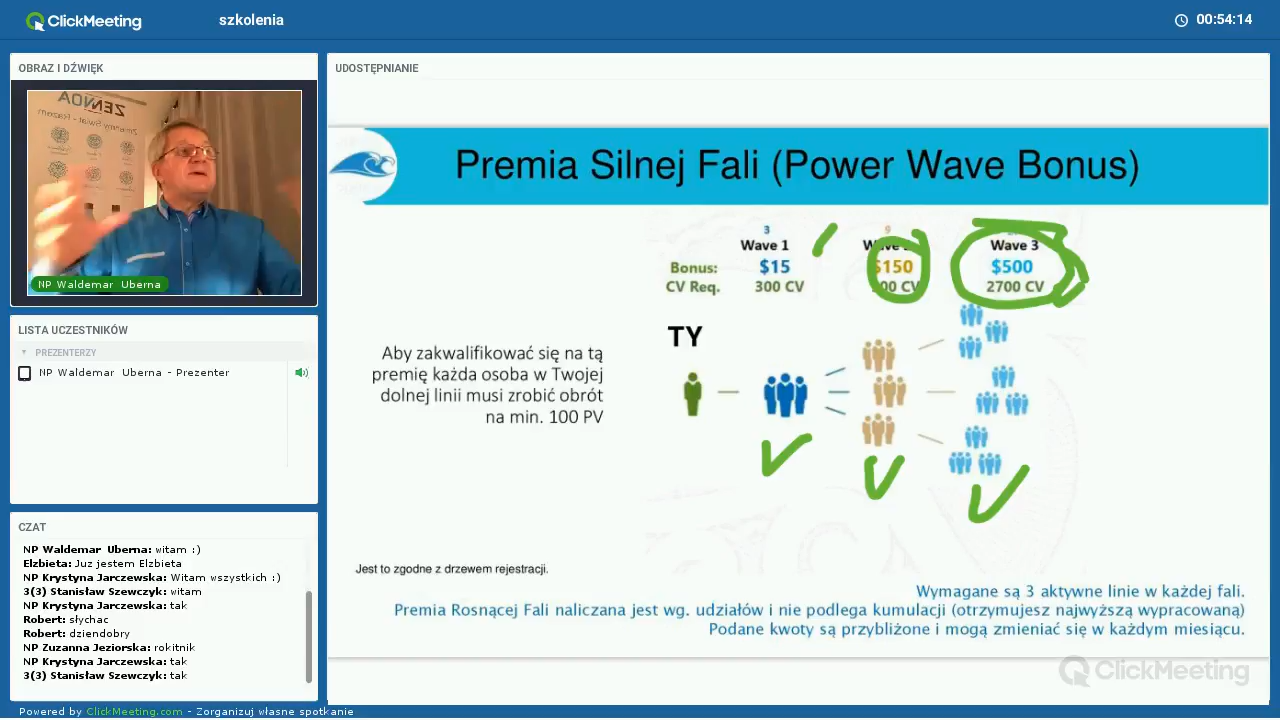 ClickMeeting
szkolenia
00:54:14
OBRAZ I DŹWIĘK
ZENNOA
Zmieniamy Świat - Razem
NP Waldemar Uberna
LISTA UCZESTNIKÓW
PREZENTERZY
NP Waldemar Uberna - Prezenter
CZAT
NP Waldemar Uberna: witam :)
Elzbieta: Juz jestem Elzbieta
NP Krystyna Jarczewska: Witam wszystkich :)
3(3) Stanisław Szewczyk: witam
NP Krystyna Jarczewska: tak
Robert: słychac
Robert: dziendobry
NP Zuzanna Jeziorska: rokitnik
NP Krystyna Jarczewska: tak
3(3) Stanisław Szewczyk: tak
UDOSTĘPNIANIE
Premia Silnej Fali (Power Wave Bonus)
3 9
Wave 1 Wave 3
Bonus: $15 $150 $500
CV Req. 300 CV CV 2700 CV
TY
Aby zakwalifikować się na tą
premię każda osoba w Twojej
dolnej linii musi zrobić obrót
na min. 100 PV
Jest to zgodne z drzewem rejestracji.
Wymagane są 3 aktywne linie w każdej fali.
Premia Rosnącej Fali naliczana jest wg. udziałów i nie podlega kumulacji (otrzymujesz najwyższą wypracowaną)
Podane kwoty są przybliżone i mogą zmieniać się w każdym miesiącu.
ClickMeeting
Powered by ClickMeeting.com - Zorganizuj własne spotkanie